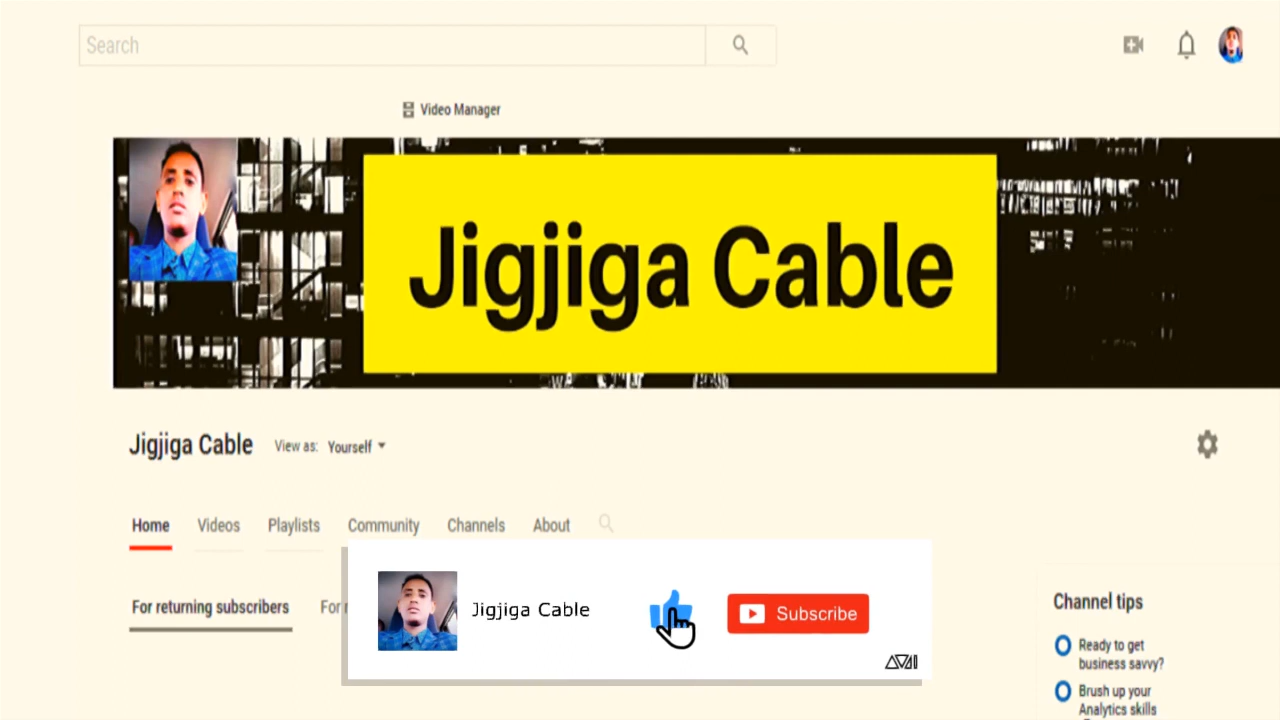 Search
Video Manager
Jigjiga Cable
Jigjiga Cable
View as: Yourself
Home Videos Playlists Community Channels About
For returning subscribers
For
Jigjiga Cable
Subscribe
Channel tips
Ready to get
business savvy?
Brush up your
Analytics skills